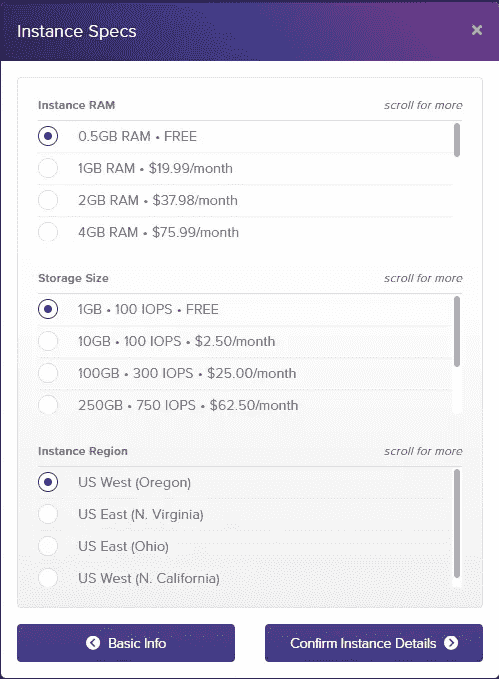 Instance Specs ×
Instance RAM scroll for more
0.5GB RAM • FREE
1GB RAM • $19.99/month
2GB RAM • $37.98/month
4GB RAM • $75.99/month
Storage Size scroll for more
1GB • 100 IOPS • FREE
10GB • 100 IOPS • $2.50/month
100GB • 300 IOPS • $25.00/month
250GB • 750 IOPS • $62.50/month
Instance Region scroll for more
US West (Oregon)
US East (N. Virginia)
US East (Ohio)
US West (N. California)
Basic Info Confirm Instance Details